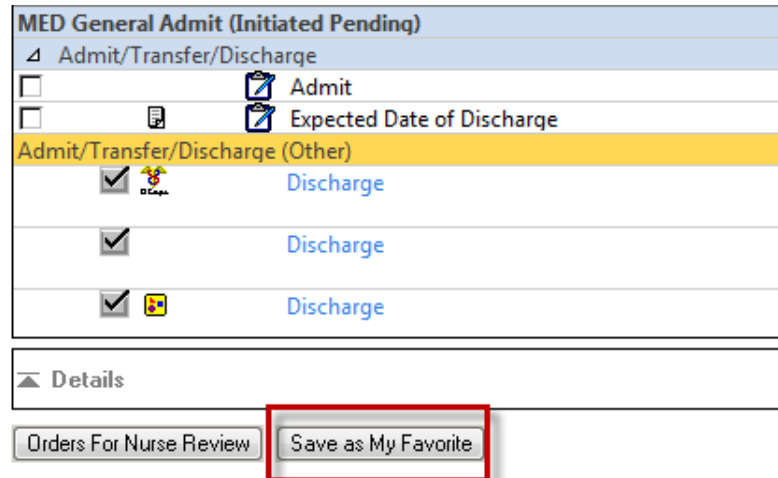 MED General Admit (Initiated Pending)
Admit/Transfer/Discharge
Admit
Expected Date of Discharge
Admit/Transfer/Discharge (Other)
Discharge
Discharge
Discharge
Details
Orders For Nurse Review Save as My Favorite